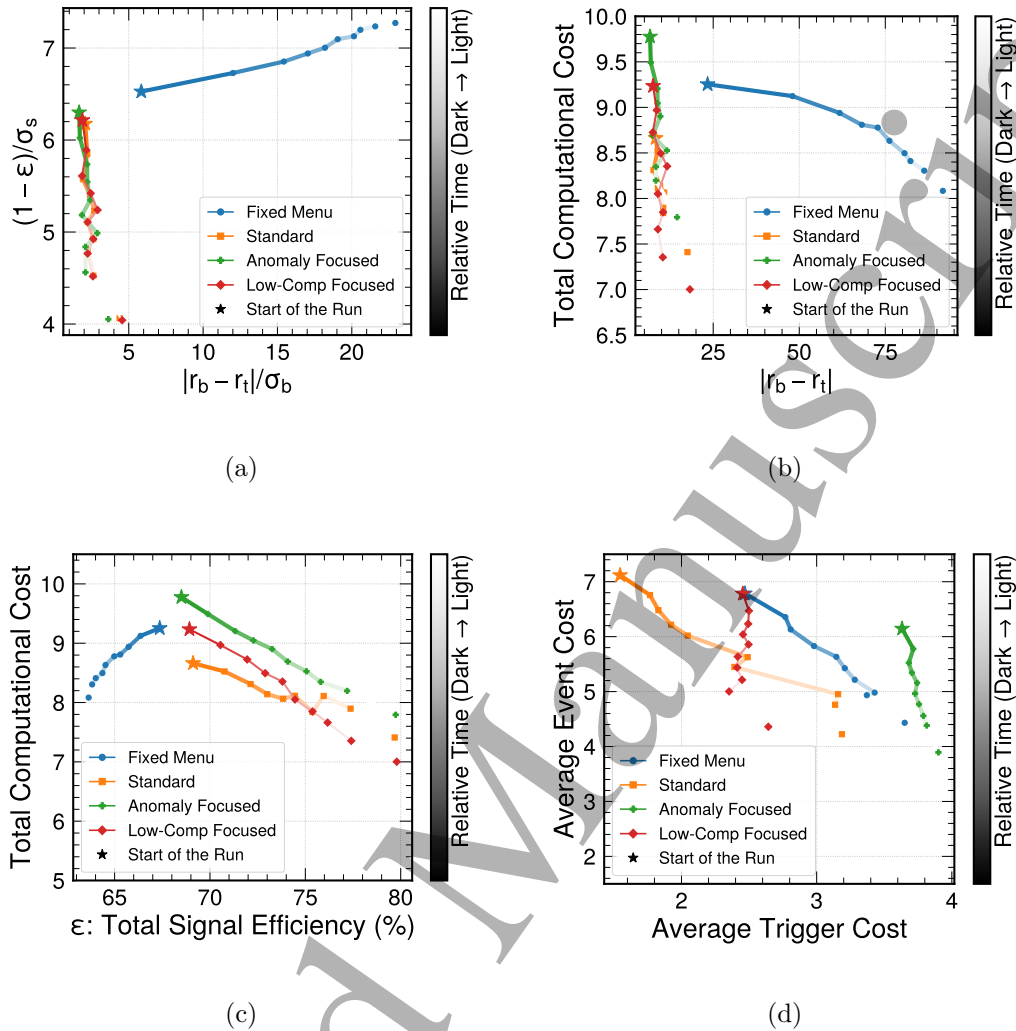 7
6
5
4
5
10
15
20
(1 − ε)/σs
|rb − rt|/σb
Fixed Menu
Standard
Anomaly Focused
Low-Comp Focused
Start of the Run
Relative Time (Dark → Light)
(a)
10.0
9.5
9.0
8.5
8.0
7.5
7.0
6.5
25
50
75
Total Computational Cost
|rb − rt|
Fixed Menu
Standard
Anomaly Focused
Low-Comp Focused
Start of the Run
Relative Time (Dark → Light)
(b)
10
9
8
7
6
5
65
70
75
80
Total Computational Cost
ε: Total Signal Efficiency (%)
Fixed Menu
Standard
Anomaly Focused
Low-Comp Focused
Start of the Run
Relative Time (Dark → Light)
(c)
7
6
5
4
3
2
2
3
4
Average Event Cost
Average Trigger Cost
Fixed Menu
Standard
Anomaly Focused
Low-Comp Focused
Start of the Run
Relative Time (Dark → Light)
(d)
d Manuscrip